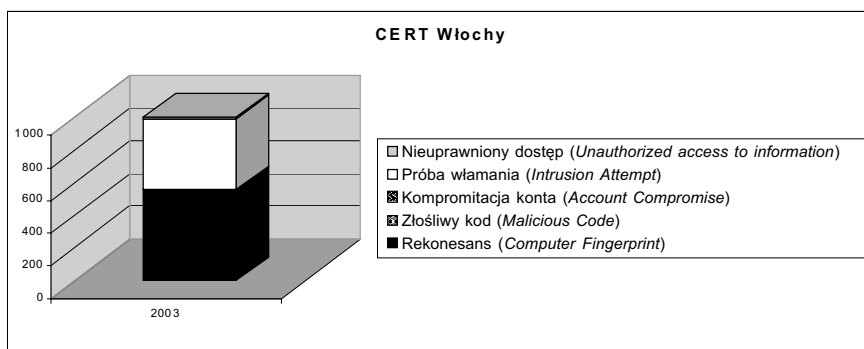 CERT Włochy
1000
800
600
400
200
0
2003
Nieuprawniony dostęp (Unauthorized access to information)
Próba włamania (Intrusion Attempt)
Kompromitacja konta (Account Compromise)
Złośliwy kod (Malicious Code)
Rekonesans (Computer Fingerprint)